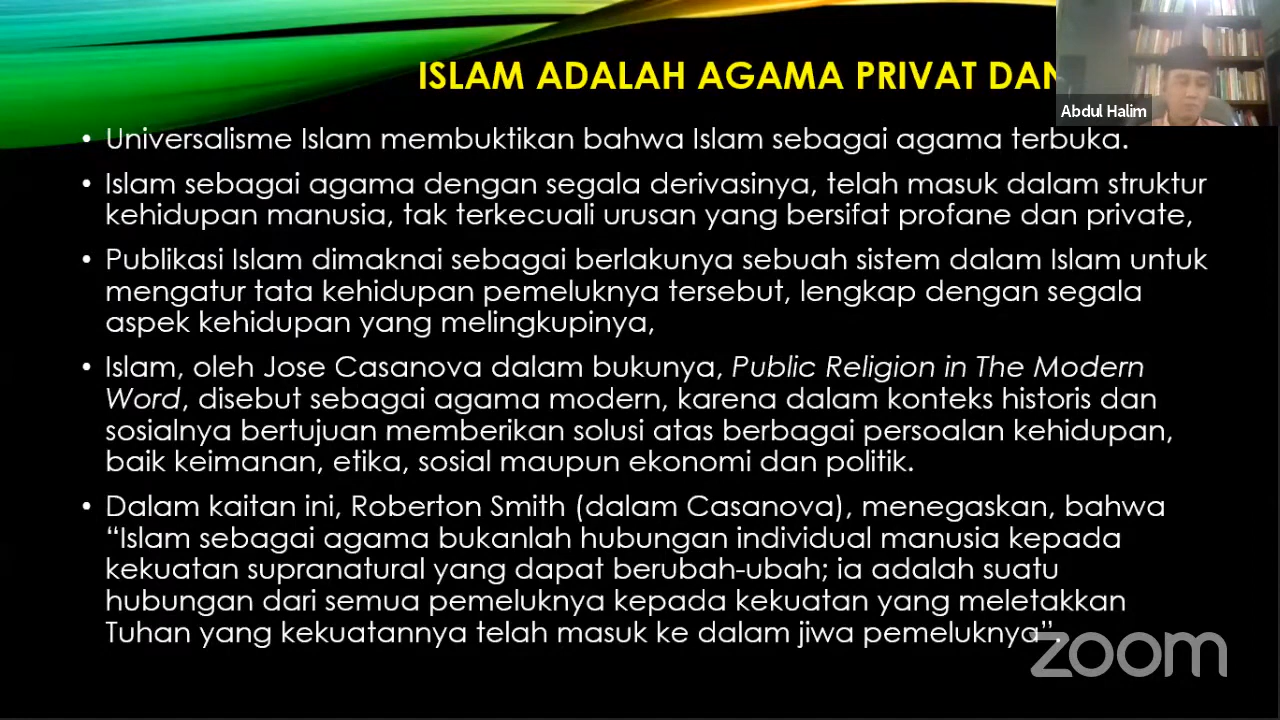 ISLAM ADALAH AGAMA PRIVAT DAN
Abdul Halim
• Universalisme Islam membuktikan bahwa Islam sebagai agama terbuka.
• Islam sebagai agama dengan segala derivasinya, telah masuk dalam struktur
kehidupan manusia, tak terkecuali urusan yang bersifat profane dan private,
• Publikasi Islam dimaknai sebagai berlakunya sebuah sistem dalam Islam untuk
mengatur tata kehidupan pemeluknya tersebut, lengkap dengan segala
aspek kehidupan yang melingkupinya,
• Islam, oleh Jose Casanova dalam bukunya, Public Religion in The Modern
Word, disebut sebagai agama modern, karena dalam konteks historis dan
sosialnya bertujuan memberikan solusi atas berbagai persoalan kehidupan,
baik keimanan, etika, sosial maupun ekonomi dan politik.
• Dalam kaitan ini, Roberton Smith (dalam Casanova), menegaskan, bahwa
“Islam sebagai agama bukanlah hubungan individual manusia kepada
kekuatan supranatural yang dapat berubah-ubah; ia adalah suatu
hubungan dari semua pemeluknya kepada kekuatan yang meletakkan
Tuhan yang kekuatannya telah masuk ke dalam jiwa pemeluknya”.
zoom